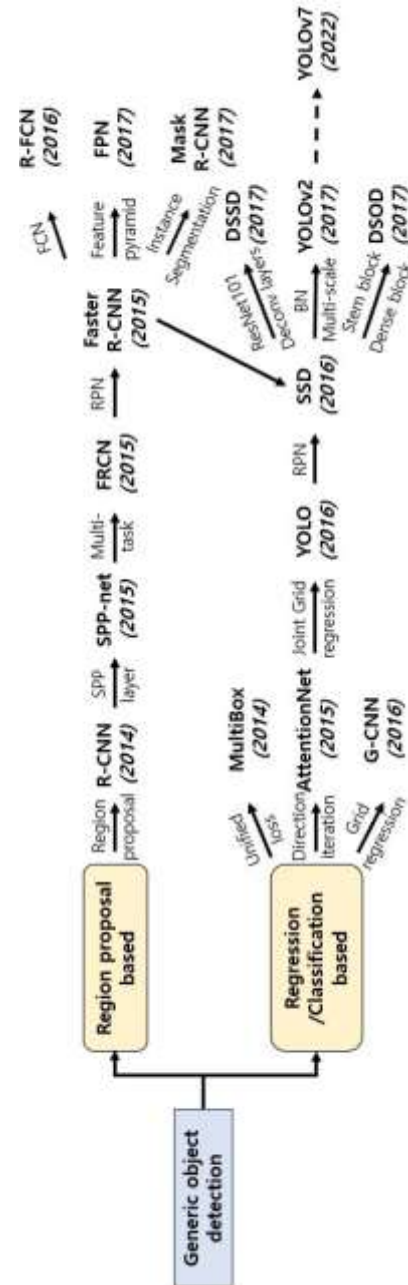 Generic object
detection
Region proposal
based
Region
proposal
R-CNN
(2014)
SPP
layer
SPP-net
(2015)
Multi-
task
FRCN
(2015)
RPN
Faster
R-CNN
(2015)
FCN
R-FCN
(2016)
Feature
pyramid
FPN
(2017)
Instance
Segmentation
Mask
R-CNN
(2017)
Regression
/Classification
based
Unified
loss
MultiBox
(2014)
Direction
iteration
AttentionNet
(2015)
Grid
regression
G-CNN
(2016)
Joint Grid
regression
YOLO
(2016)
RPN
SSD
(2016)
ResNet101
Deconv layers
DSSD
(2017)
BN
Multi-scale
YOLOv2
(2017)
Stem block
Dense block
DSOD
(2017)
YOLOv7
(2022)